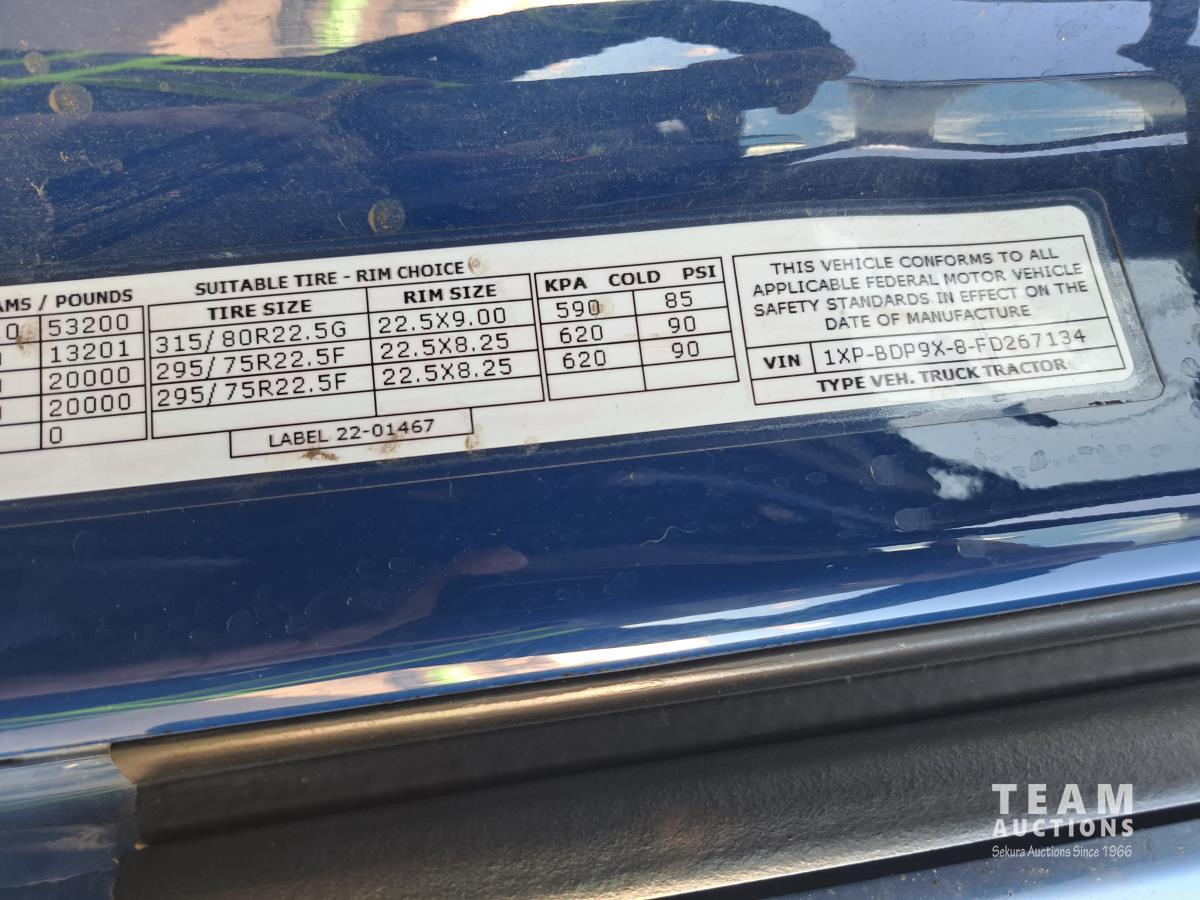 AMS / POUNDS
0 53200
13201
20000
20000
0
SUITABLE TIRE - RIM CHOICE
TIRE SIZE RIM SIZE
315/80R22.5G 22.5X9.00
295/75R22.5F 22.5X8.25
295/75R22.5F 22.5X8.25
LABEL 22-01467
KPA COLD PSI
590 85
620 90
620 90
THIS VEHICLE CONFORMS TO ALL
APPLICABLE FEDERAL MOTOR VEHICLE
SAFETY STANDARDS IN EFFECT ON THE
DATE OF MANUFACTURE
VIN 1XP-BDP9X-8-FD267134
TYPE VEH. TRUCK TRACTOR
TEAM
AUCTIONS
Sekura Auctions Since 1966